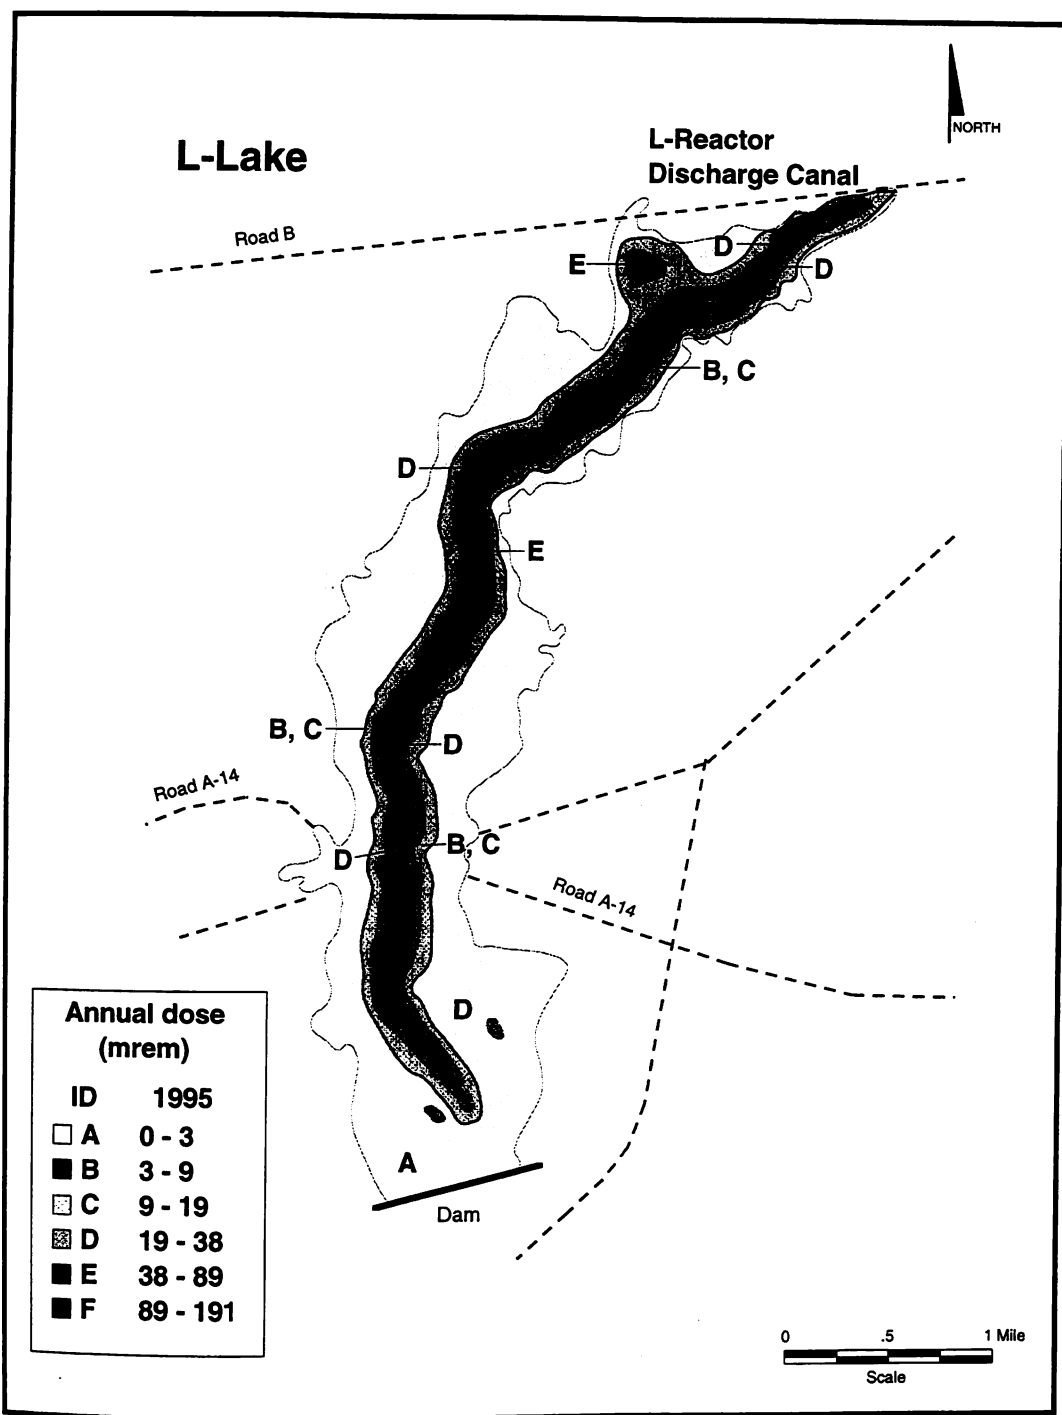 NORTH
L-Lake
L-Reactor
Discharge Canal
Road B
D
E
D
B, C
D
E
B, C
D
Road A-14
B, C
D
Road A-14
D
A
Dam
Annual dose
(mrem)
ID 1995
A 0 - 3
B 3 - 9
C 9 - 19
D 19 - 38
E 38 - 89
F 89 - 191
0 .5 1 Mile
Scale